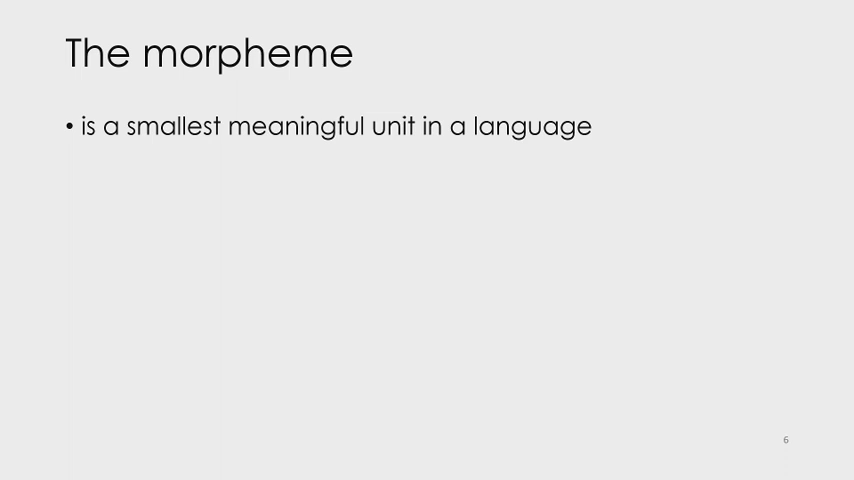 The morpheme
• is a smallest meaningful unit in a language
6